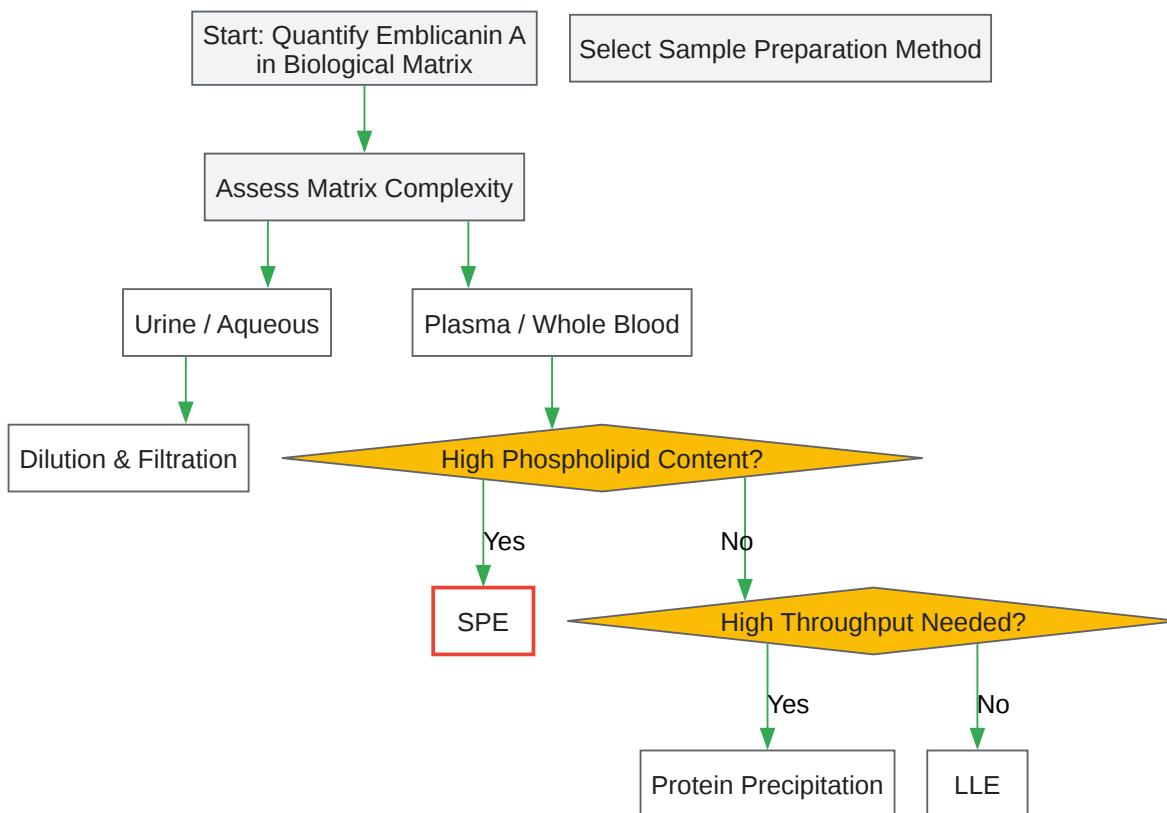 Start: Quantify Emblicanin A
in Biological Matrix
Select Sample Preparation Method
Assess Matrix Complexity
Urine / Aqueous
Plasma / Whole Blood
Dilution & Filtration
High Phospholipid Content?
Yes
No
SPE
High Throughput Needed?
Yes
No
Protein Precipitation
LLE